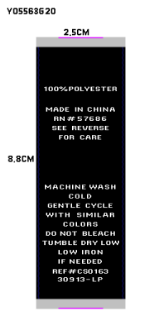 Y05563G20
2,5CM
100%POLYESTER
MADE IN CHINA
RN#57686
SEE REVERSE
FOR CARE
8,8CM
MACHINE WASH
COLD
GENTLE CYCLE
WITH SIMILAR
COLORS
DO NOT BLEACH
TUMBLE DRY LOW
LOW IRON
IF NEEDED
REF#CS0163
30913-LP